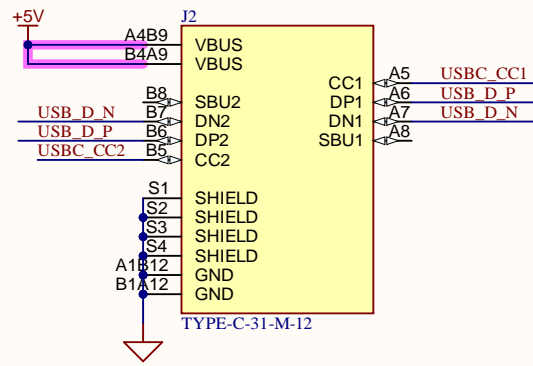 J2
+5V
A4B9 VBUS
B4A9 VBUS
CC1 A5 USBC_CC1
B8 SBU2 DP1 A6 USB_D_P
USB_D_N B7 DN2 DN1 A7 USB_D_N
USB_D_P B6 DP2 SBU1 A8
USBC_CC2 B5 CC2
S1 SHIELD
S2 SHIELD
S3 SHIELD
S4 SHIELD
A1B12 GND
B1A12 GND
TYPE-C-31-M-12